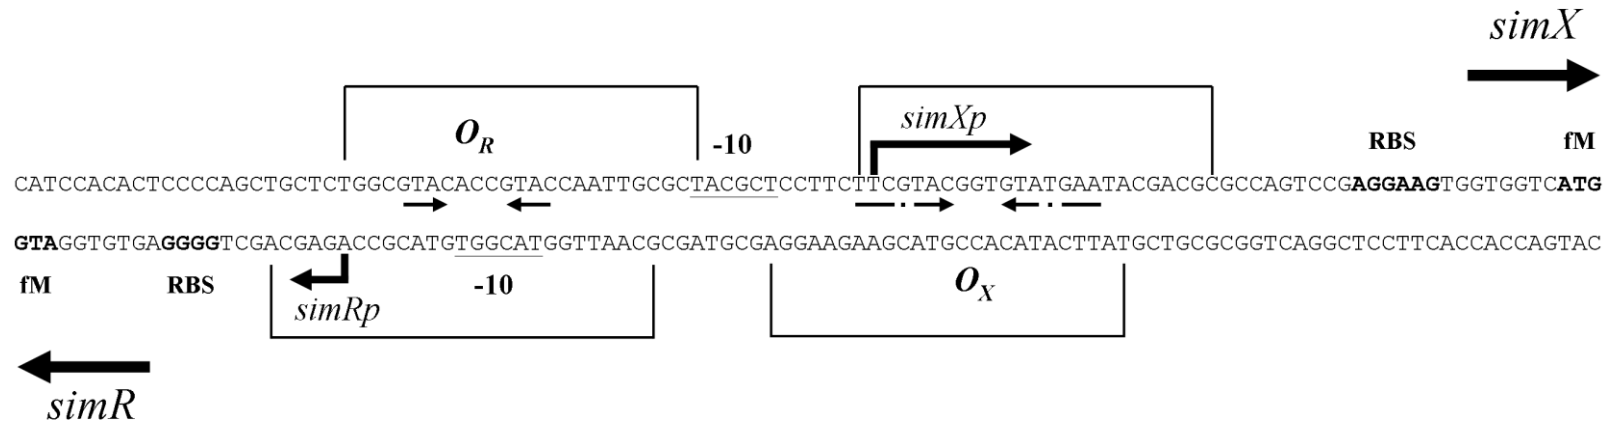 simX
simXp
O_R
-10
RBS fM
CATCCACACTCCCCAGCTGCTCTGGCGTACACCGTACCAATTGCGCTACGCTCCTTCTTCGTACGGTGTATGAATACGACGCGCCAGTCCGAGGAAGTGGTGGTCATG
GTAGGTGTGAGGGGTCGACGAGACCGCATGTGGCATGGTTAACGCGATGCGAGGAAGAAGCATGCCACATACTTATGCTGCGCGGTCAGGCTCCTTCACCACCAGTAC
fM RBS -10 O_X
simRp
simR